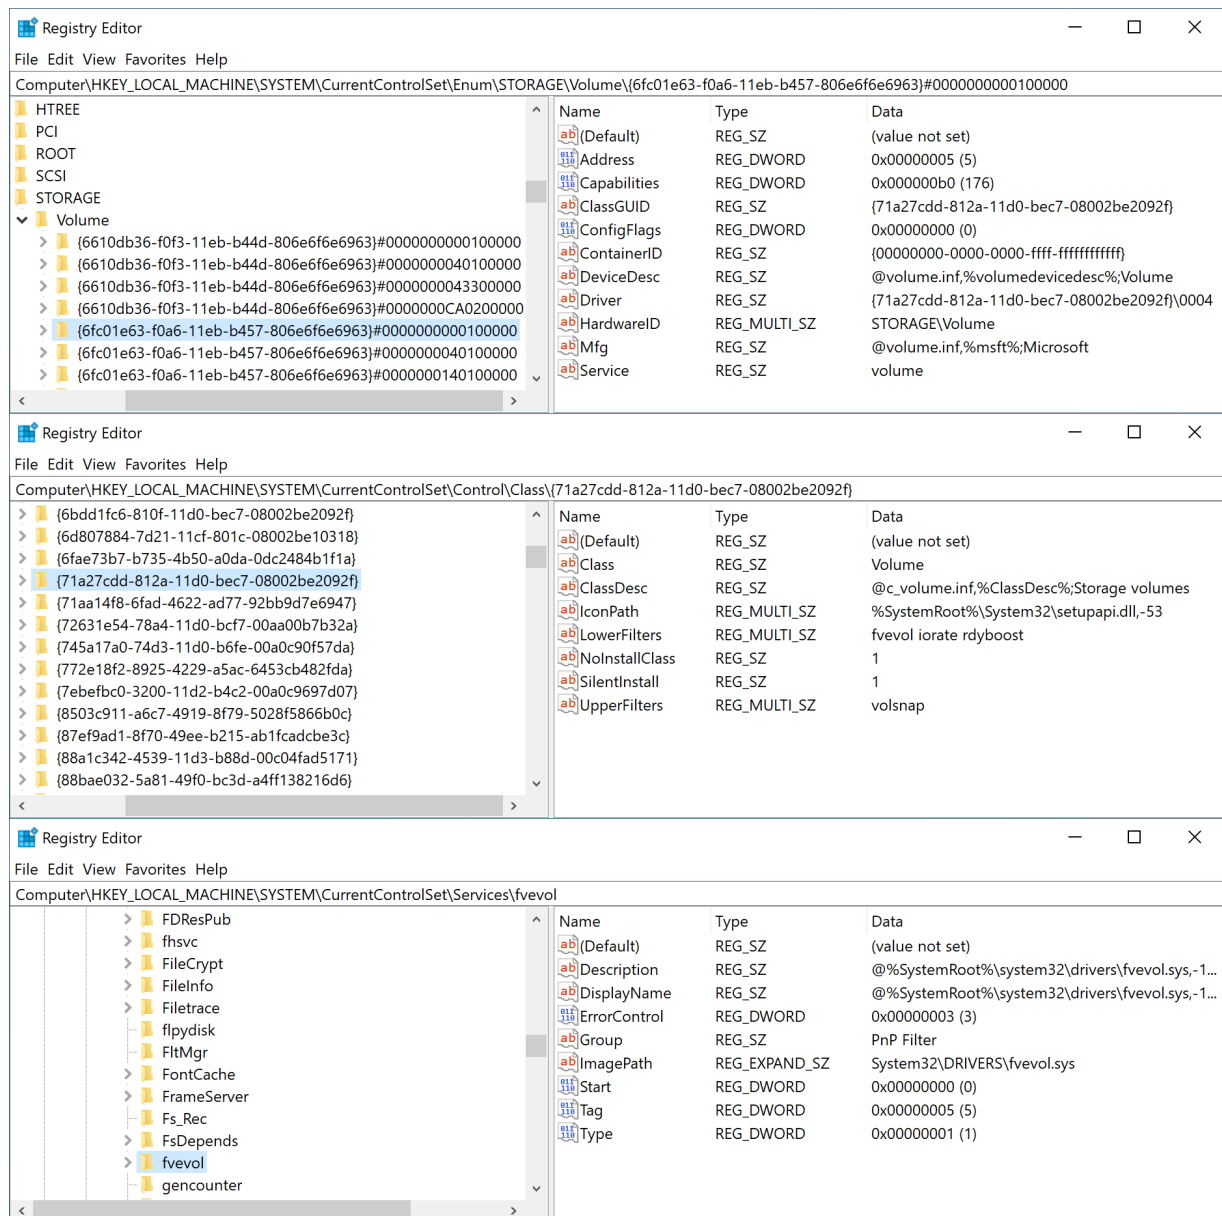 Registry Editor
File Edit View Favorites Help
Computer\HKEY_LOCAL_MACHINE\SYSTEM\CurrentControlSet\Enum\STORAGE\Volume\{6fc01e63-f0a6-11eb-b457-806e6f6e6963}#0000000000100000
HTREE
PCI
ROOT
SCSI
STORAGE
Volume
{6610db36-f0f3-11eb-b44d-806e6f6e6963}#0000000000100000
{6610db36-f0f3-11eb-b44d-806e6f6e6963}#0000000040100000
{6610db36-f0f3-11eb-b44d-806e6f6e6963}#0000000043300000
{6610db36-f0f3-11eb-b44d-806e6f6e6963}#0000000CA0200000
{6fc01e63-f0a6-11eb-b457-806e6f6e6963}#0000000000100000
{6fc01e63-f0a6-11eb-b457-806e6f6e6963}#0000000040100000
{6fc01e63-f0a6-11eb-b457-806e6f6e6963}#0000000140100000
Name Type Data
(Default) REG_SZ (value not set)
Address REG_DWORD 0x00000005 (5)
Capabilities REG_DWORD 0x000000b0 (176)
ClassGUID REG_SZ {71a27cdd-812a-11d0-bec7-08002be2092f}
ConfigFlags REG_DWORD 0x00000000 (0)
ContainerID REG_SZ {00000000-0000-0000-ffff-ffffffffffff}
DeviceDesc REG_SZ @volume.inf,%volumedevicedesc%;Volume
Driver REG_SZ {71a27cdd-812a-11d0-bec7-08002be2092f}\0004
HardwareID REG_MULTI_SZ STORAGE\Volume
Mfg REG_SZ @volume.inf,%msft%;Microsoft
Service REG_SZ volume
Registry Editor
File Edit View Favorites Help
Computer\HKEY_LOCAL_MACHINE\SYSTEM\CurrentControlSet\Control\Class\{71a27cdd-812a-11d0-bec7-08002be2092f}
{6bdd1fc6-810f-11d0-bec7-08002be2092f}
{6d807884-7d21-11cf-801c-08002be10318}
{6fae73b7-b735-4b50-a0da-0dc2484b1f1a}
{71a27cdd-812a-11d0-bec7-08002be2092f}
{71aa14f8-6fad-4622-ad77-92bb9d7e6947}
{72631e54-78a4-11d0-bcf7-00aa00b7b32a}
{745a17a0-74d3-11d0-b6fe-00a0c90f57da}
{772e18f2-8925-4229-a5ac-6453cb482fda}
{7ebefbc0-3200-11d2-b4c2-00a0c9697d07}
{8503c911-a6c7-4919-8f79-5028f5866b0c}
{87ef9ad1-8f70-49ee-b215-ab1fcadcbe3c}
{88a1c342-4539-11d3-b88d-00c04fad5171}
{88bae032-5a81-49f0-bc3d-a4ff138216d6}
Name Type Data
(Default) REG_SZ (value not set)
Class REG_SZ Volume
ClassDesc REG_SZ @c_volume.inf,%ClassDesc%;Storage volumes
IconPath REG_MULTI_SZ %SystemRoot%\System32\setupapi.dll,-53
LowerFilters REG_MULTI_SZ fvevol iorate rdyboost
NoInstallClass REG_SZ 1
SilentInstall REG_SZ 1
UpperFilters REG_MULTI_SZ volsnap
Registry Editor
File Edit View Favorites Help
Computer\HKEY_LOCAL_MACHINE\SYSTEM\CurrentControlSet\Services\fvevol
FDResPub
fhsvc
FileCrypt
FileInfo
Filetrace
flpydisk
FltMgr
FontCache
FrameServer
Fs_Rec
FsDepends
fvevol
gencounter
Name Type Data
(Default) REG_SZ (value not set)
Description REG_SZ @%SystemRoot%\system32\drivers\fvevol.sys,-1...
DisplayName REG_SZ @%SystemRoot%\system32\drivers\fvevol.sys,-1...
ErrorControl REG_DWORD 0x00000003 (3)
Group REG_SZ PnP Filter
ImagePath REG_EXPAND_SZ System32\DRIVERS\fvevol.sys
Start REG_DWORD 0x00000000 (0)
Tag REG_DWORD 0x00000005 (5)
Type REG_DWORD 0x00000001 (1)